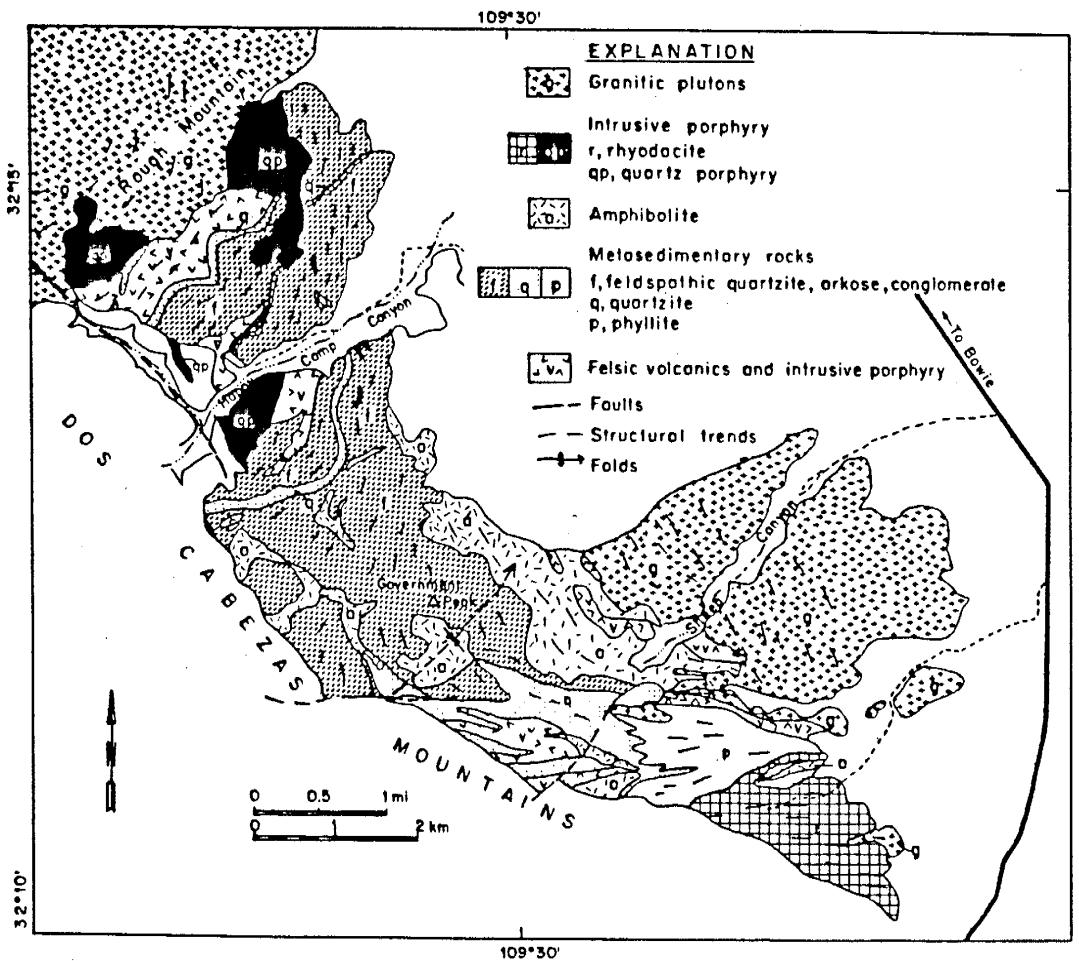 109°30'
EXPLANATION
g
Granitic plutons
Intrusive porphyry
r, rhyodacite
qp, quartz porphyry
a
Amphibolite
Metasedimentary rocks
f q p
f, feldspathic quartzite, arkose, conglomerate
q, quartzite
p, phyllite
v
Felsic volcanics and intrusive porphyry
Faults
Structural trends
Folds
To Bowie
32°15'
Rough Mountain
g
g
qp
q
qp
v
Camp Canyon
qp
DOS
CABEZAS
MOUNTAINS
Government
Peak
Canyon
g
g
g
a
a
a
q
v
p
a
g
g
N
0 0.5 1 mi
0 1 2 km
32°10'
109°30'